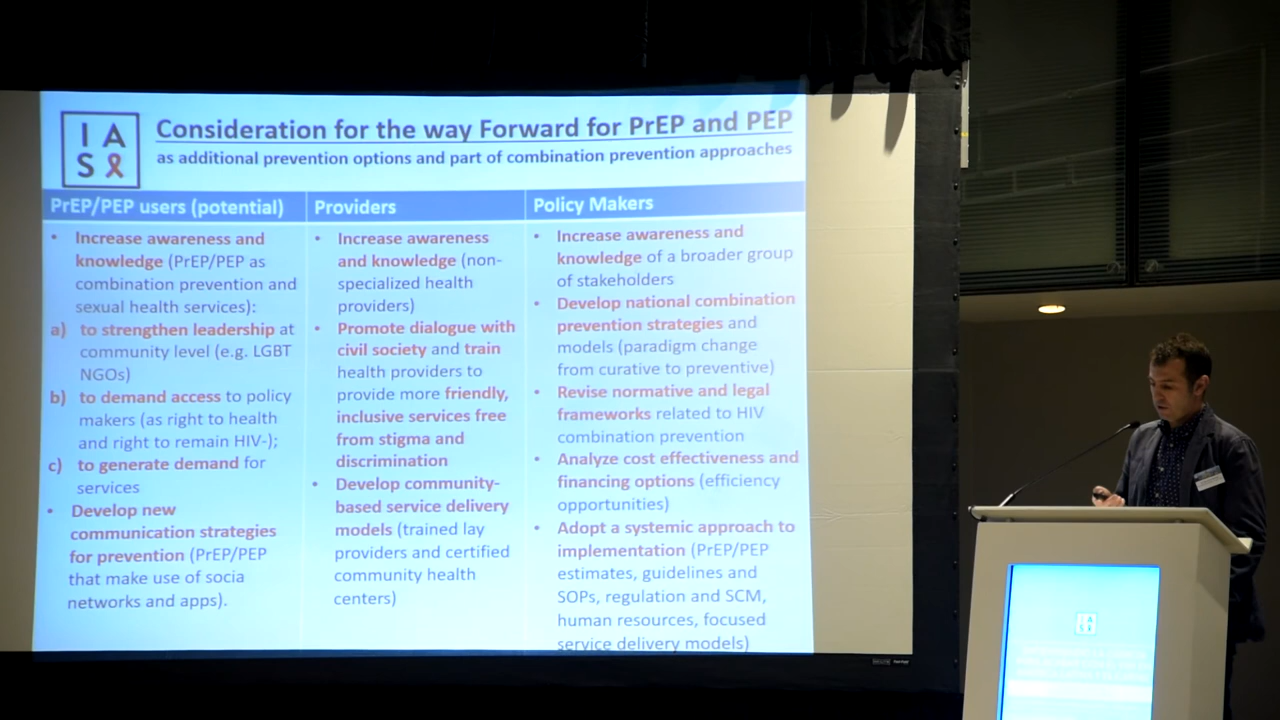 I A
S
Consideration for the way Forward for PrEP and PEP
as additional prevention options and part of combination prevention approaches
PrEP/PEP users (potential)
• Increase awareness and
knowledge (PrEP/PEP as
combination prevention and
sexual health services):
a) to strengthen leadership at
community level (e.g. LGBT
NGOs)
b) to demand access to policy
makers (as right to health
and right to remain HIV-);
c) to generate demand for
services
• Develop new
communication strategies
for prevention (PrEP/PEP
that make use of socia
networks and apps).
Providers
• Increase awareness
and knowledge (non-
specialized health
providers)
• Promote dialogue with
civil society and train
health providers to
provide more friendly,
inclusive services free
from stigma and
discrimination
• Develop community-
based service delivery
models (trained lay
providers and certified
community health
centers)
Policy Makers
• Increase awareness and
knowledge of a broader group
of stakeholders
• Develop national combination
prevention strategies and
models (paradigm change
from curative to preventive)
• Revise normative and legal
frameworks related to HIV
combination prevention
• Analyze cost effectiveness and
financing options (efficiency
opportunities)
• Adopt a systemic approach to
implementation (PrEP/PEP
estimates, guidelines and
SOPs, regulation and SCM,
human resources, focused
service delivery models)
I A
S